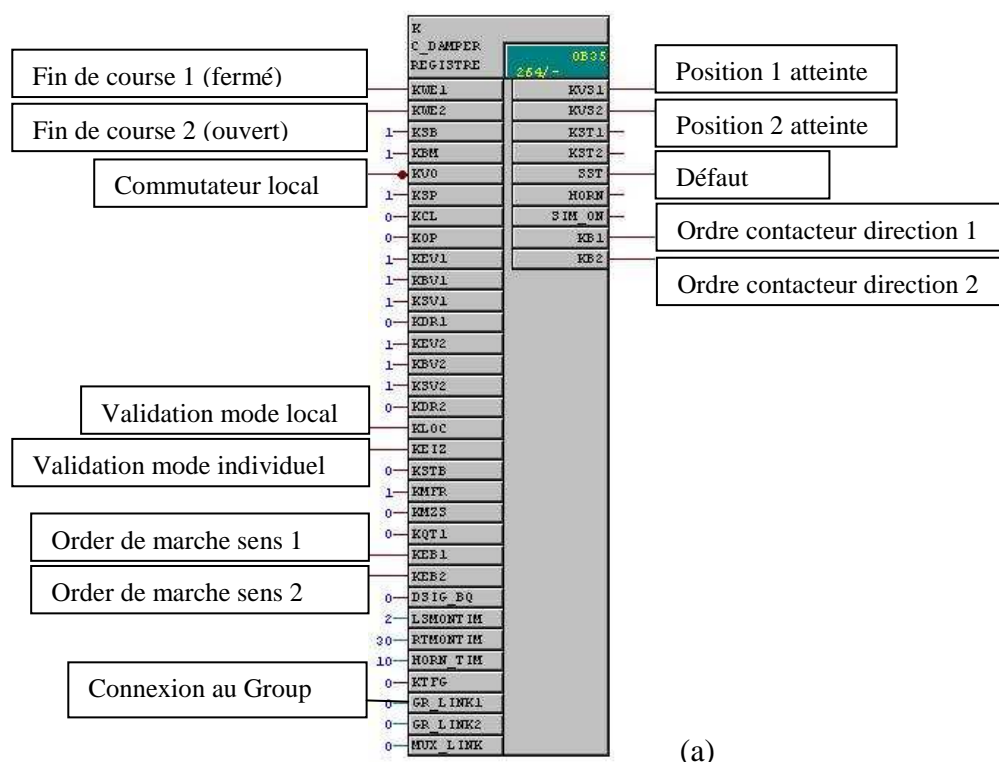 K
C_DAMPER
REGISTRE
OB35
264/-
Fin de course 1 (fermé)
KWE1
KVS1
Position 1 atteinte
Fin de course 2 (ouvert)
KWE2
KVS2
Position 2 atteinte
1 KSB
KST1
1 KBM
KST2
Commutateur local
KVO
SST
Défaut
1 KSP
HORN
0 KCL
SIM_ON
0 KOP
KB1
Ordre contacteur direction 1
1 KEV1
KB2
Ordre contacteur direction 2
1 KBV1
1 KSV1
0 KDR1
1 KEV2
1 KBV2
1 KSV2
0 KDR2
Validation mode local
KLOC
Validation mode individuel
KEIZ
0 KSTB
1 KMFR
0 KMZS
0 KQT1
Order de marche sens 1
KEB1
Order de marche sens 2
KEB2
0 DSIG_BQ
2 LSMONTIM
30 RTMONTIM
10 HORN_TIM
0 KTFG
Connexion au Group
0 GR_LINK1
0 GR_LINK2
0 MUX_LINK
(a)